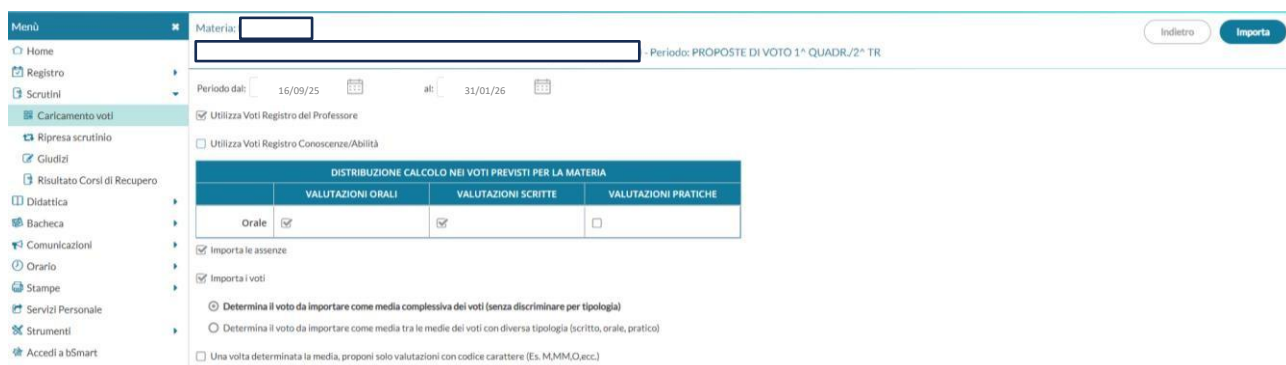 Menù
Materia:
Indietro
Importa
- Periodo: PROPOSTE DI VOTO 1^ QUADR./2^ TR
Home
Registro
Scrutini
Caricamento voti
Ripresa scrutinio
Giudizi
Risultato Corsi di Recupero
Didattica
Bacheca
Comunicazioni
Orario
Stampe
Servizi Personale
Strumenti
Accedi a bSmart
Periodo dal: 16/09/25 al: 31/01/26
Utilizza Voti Registro del Professore
Utilizza Voti Registro Conoscenze/Abilità
DISTRIBUZIONE CALCOLO NEI VOTI PREVISTI PER LA MATERIA
VALUTAZIONI ORALI VALUTAZIONI SCRITTE VALUTAZIONI PRATICHE
Orale
Importa le assenze
Importa i voti
Determina il voto da importare come media complessiva dei voti (senza discriminare per tipologia)
Determina il voto da importare come media tra le medie dei voti con diversa tipologia (scritto, orale, pratico)
Una volta determinata la media, proponi solo valutazioni con codice carattere (Es. M,MM,O,ecc.)